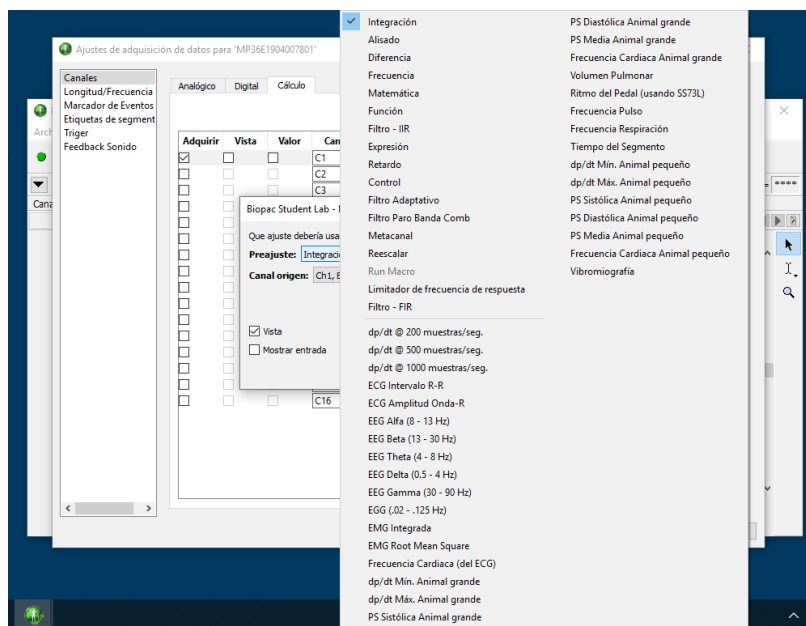 Ajustes de adquisición de datos para 'MP36E1904007801'
Canales
Longitud/Frecuencia
Marcador de Eventos
Etiquetas de segment
Triger
Feedback Sonido
Analógico Digital Cálculo
Adquirir Vista Valor Can
C1
C2
C3
C16
Arch
Cana
= ****
Biopac Student Lab -
Que ajuste debería usa
Preajuste: Integraci
Canal origen: Ch1, E
Vista
Mostrar entrada
Integración
Alisado
Diferencia
Frecuencia
Matemática
Función
Filtro - IIR
Expresión
Retardo
Control
Filtro Adaptativo
Filtro Paro Banda Comb
Metacanal
Reescalar
Run Macro
Limitador de frecuencia de respuesta
Filtro - FIR
dp/dt @ 200 muestras/seg.
dp/dt @ 500 muestras/seg.
dp/dt @ 1000 muestras/seg.
ECG Intervalo R-R
ECG Amplitud Onda-R
EEG Alfa (8 - 13 Hz)
EEG Beta (13 - 30 Hz)
EEG Theta (4 - 8 Hz)
EEG Delta (0.5 - 4 Hz)
EEG Gamma (30 - 90 Hz)
EGG (.02 - .125 Hz)
EMG Integrada
EMG Root Mean Square
Frecuencia Cardiaca (del ECG)
dp/dt Mín. Animal grande
dp/dt Máx. Animal grande
PS Sistólica Animal grande
PS Diastólica Animal grande
PS Media Animal grande
Frecuencia Cardiaca Animal grande
Volumen Pulmonar
Ritmo del Pedal (usando SS73L)
Frecuencia Pulso
Frecuencia Respiración
Tiempo del Segmento
dp/dt Mín. Animal pequeño
dp/dt Máx. Animal pequeño
PS Sistólica Animal pequeño
PS Diastólica Animal pequeño
PS Media Animal pequeño
Frecuencia Cardiaca Animal pequeño
Vibromiografía